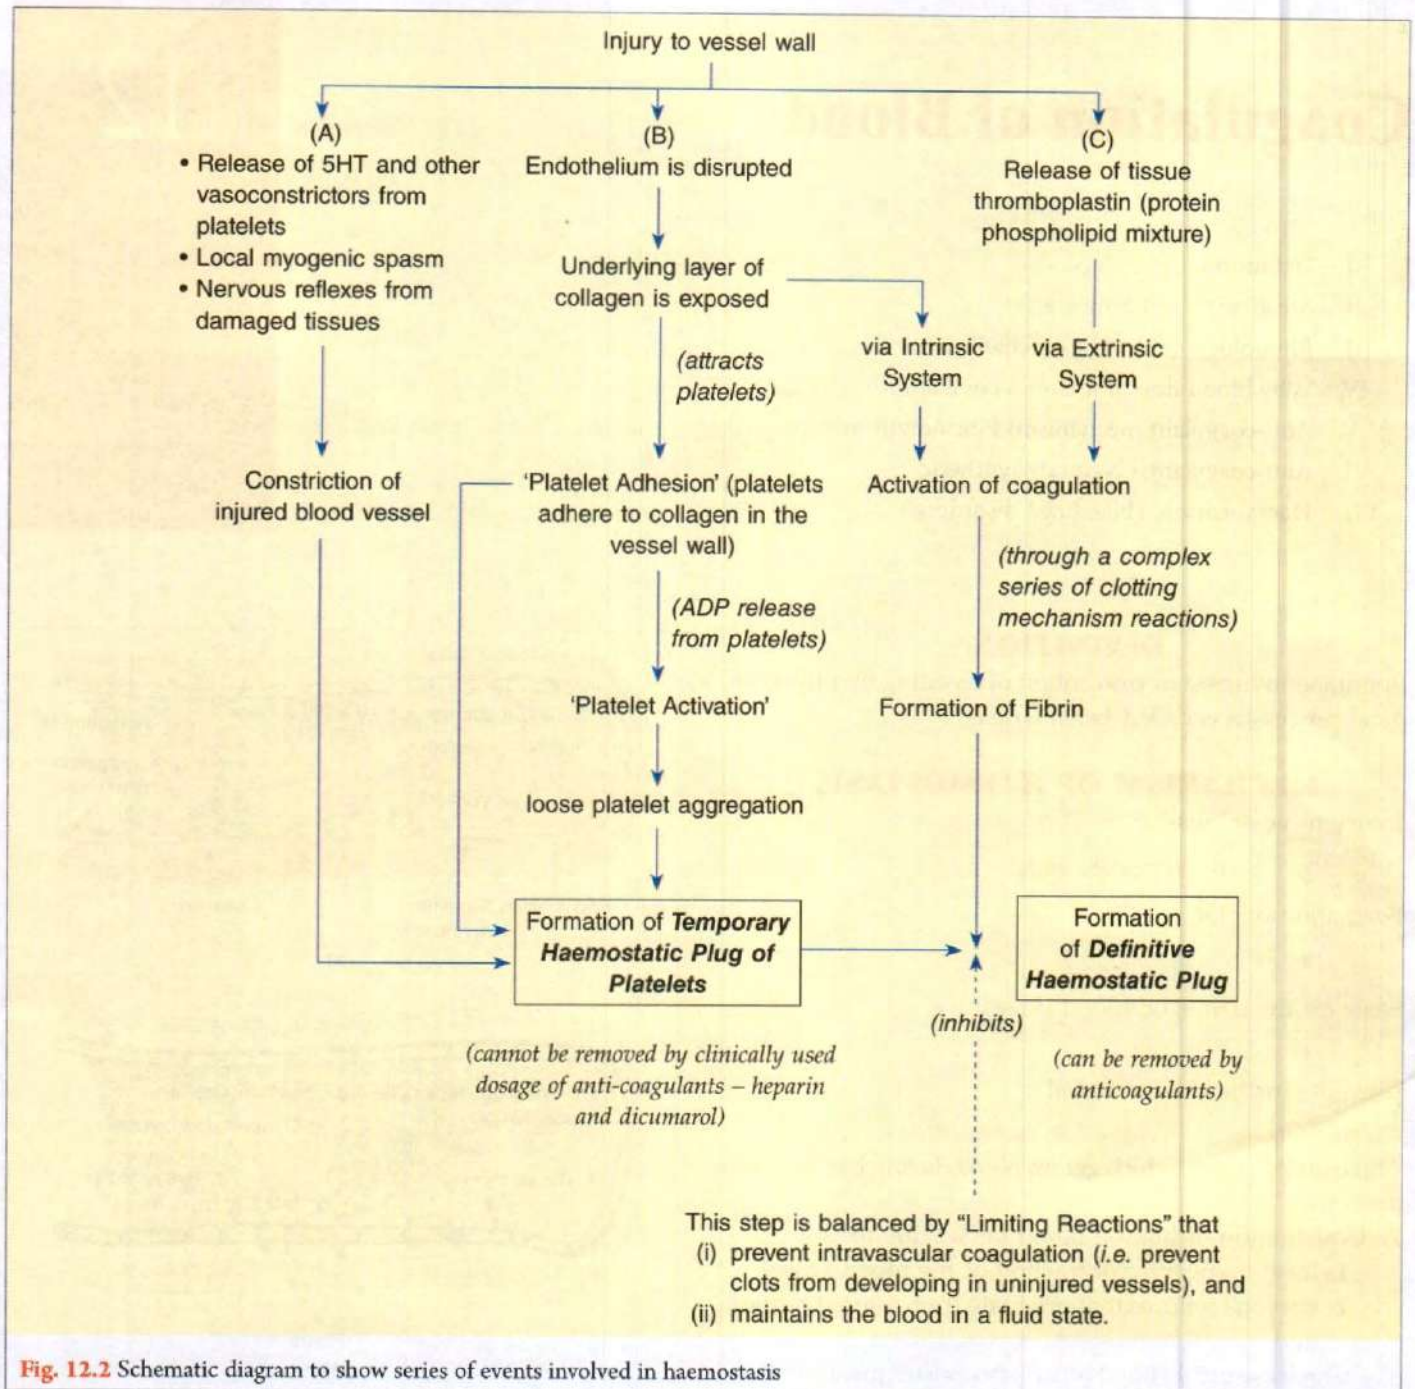 Injury to vessel wall
(A)
• Release of 5HT and other
vasoconstrictors from
platelets
• Local myogenic spasm
• Nervous reflexes from
damaged tissues
Constriction of
injured blood vessel
(B)
Endothelium is disrupted
Underlying layer of
collagen is exposed
(attracts
platelets)
'Platelet Adhesion' (platelets
adhere to collagen in the
vessel wall)
(ADP release
from platelets)
'Platelet Activation'
loose platelet aggregation
Formation of Temporary
Haemostatic Plug of
Platelets
(cannot be removed by clinically used
dosage of anti-coagulants – heparin
and dicumarol)
(C)
Release of tissue
thromboplastin (protein
phospholipid mixture)
via Intrinsic
System
via Extrinsic
System
Activation of coagulation
(through a complex
series of clotting
mechanism reactions)
Formation of Fibrin
Formation
of Definitive
Haemostatic Plug
(inhibits)
(can be removed by
anticoagulants)
This step is balanced by “Limiting Reactions” that
(i) prevent intravascular coagulation (i.e. prevent
clots from developing in uninjured vessels), and
(ii) maintains the blood in a fluid state.
Fig. 12.2 Schematic diagram to show series of events involved in haemostasis